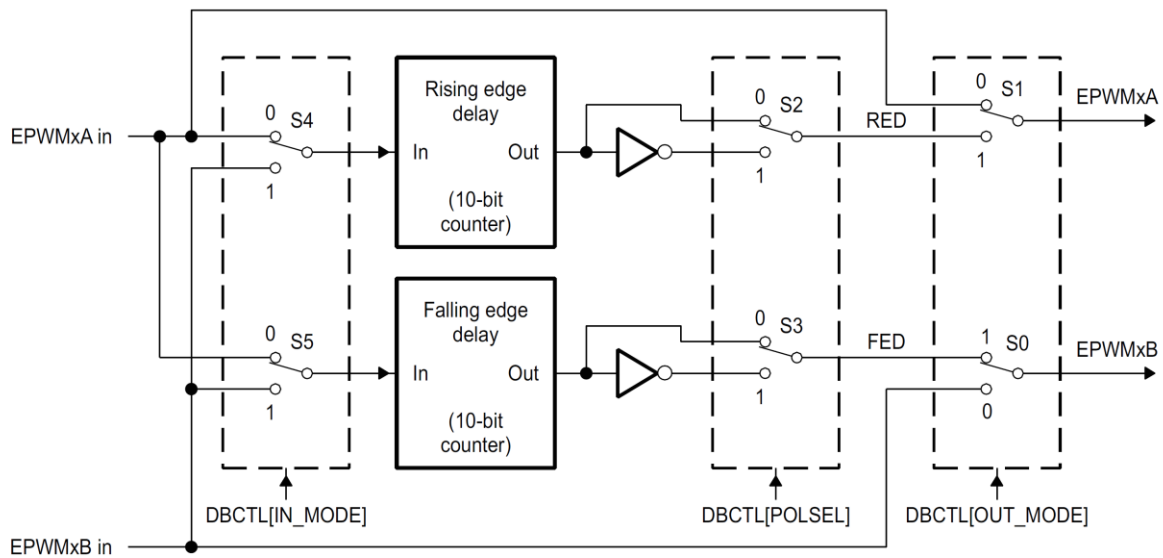 0
S1
EPWMxA
0
S4
EPWMxA in
1
Rising edge
delay
In
Out
(10-bit
counter)
0
S2
1
RED
1
0
S5
1
Falling edge
delay
In
Out
(10-bit
counter)
0
S3
1
FED
1
S0
0
EPWMxB
DBCTL[IN_MODE]
DBCTL[POLSEL]
DBCTL[OUT_MODE]
EPWMxB in